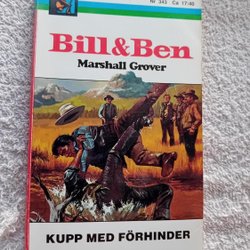 Nr 343 Ca 17:40
Bill & Ben
Marshall Grover
KUPP MED FÖRHINDER